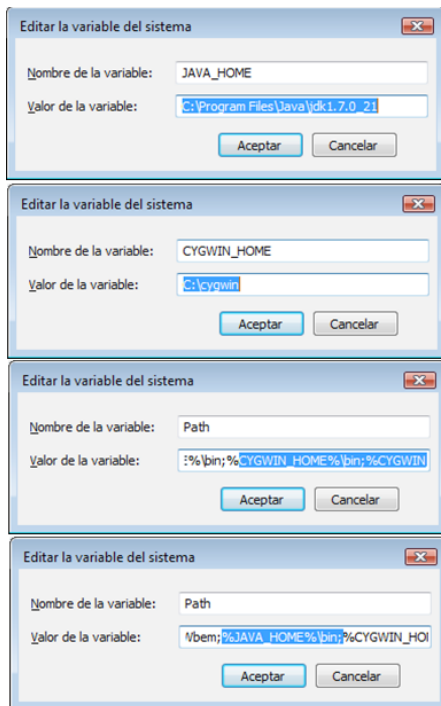 Editar la variable del sistema
Nombre de la variable: JAVA_HOME
Valor de la variable: C:\Program Files\Java\jdk1.7.0_21
Aceptar Cancelar
Editar la variable del sistema
Nombre de la variable: CYGWIN_HOME
Valor de la variable: C:\cygwin
Aceptar Cancelar
Editar la variable del sistema
Nombre de la variable: Path
Valor de la variable: E%\bin;%CYGWIN_HOME%\bin;%CYGWIN
Aceptar Cancelar
Editar la variable del sistema
Nombre de la variable: Path
Valor de la variable: Wbem;%JAVA_HOME%\bin;%CYGWIN_HO
Aceptar Cancelar